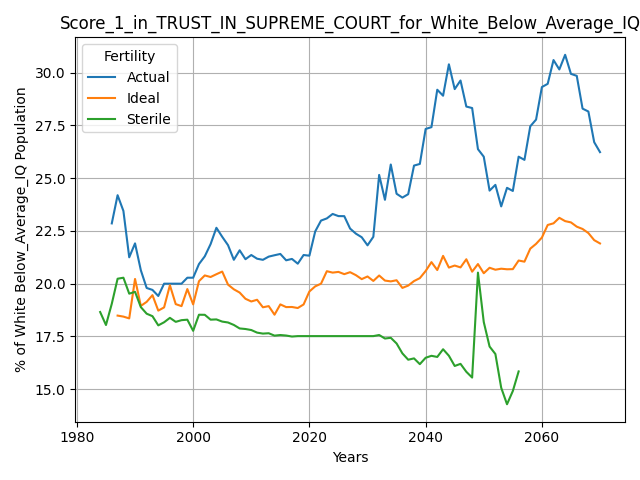 Score_1_in_TRUST_IN_SUPREME_COURT_for_White_Below_Average_IQ
Fertility
Actual
Ideal
Sterile
% of White Below_Average_IQ Population
30.0
27.5
25.0
22.5
20.0
17.5
15.0
1980
2000
2020
2040
2060
Years